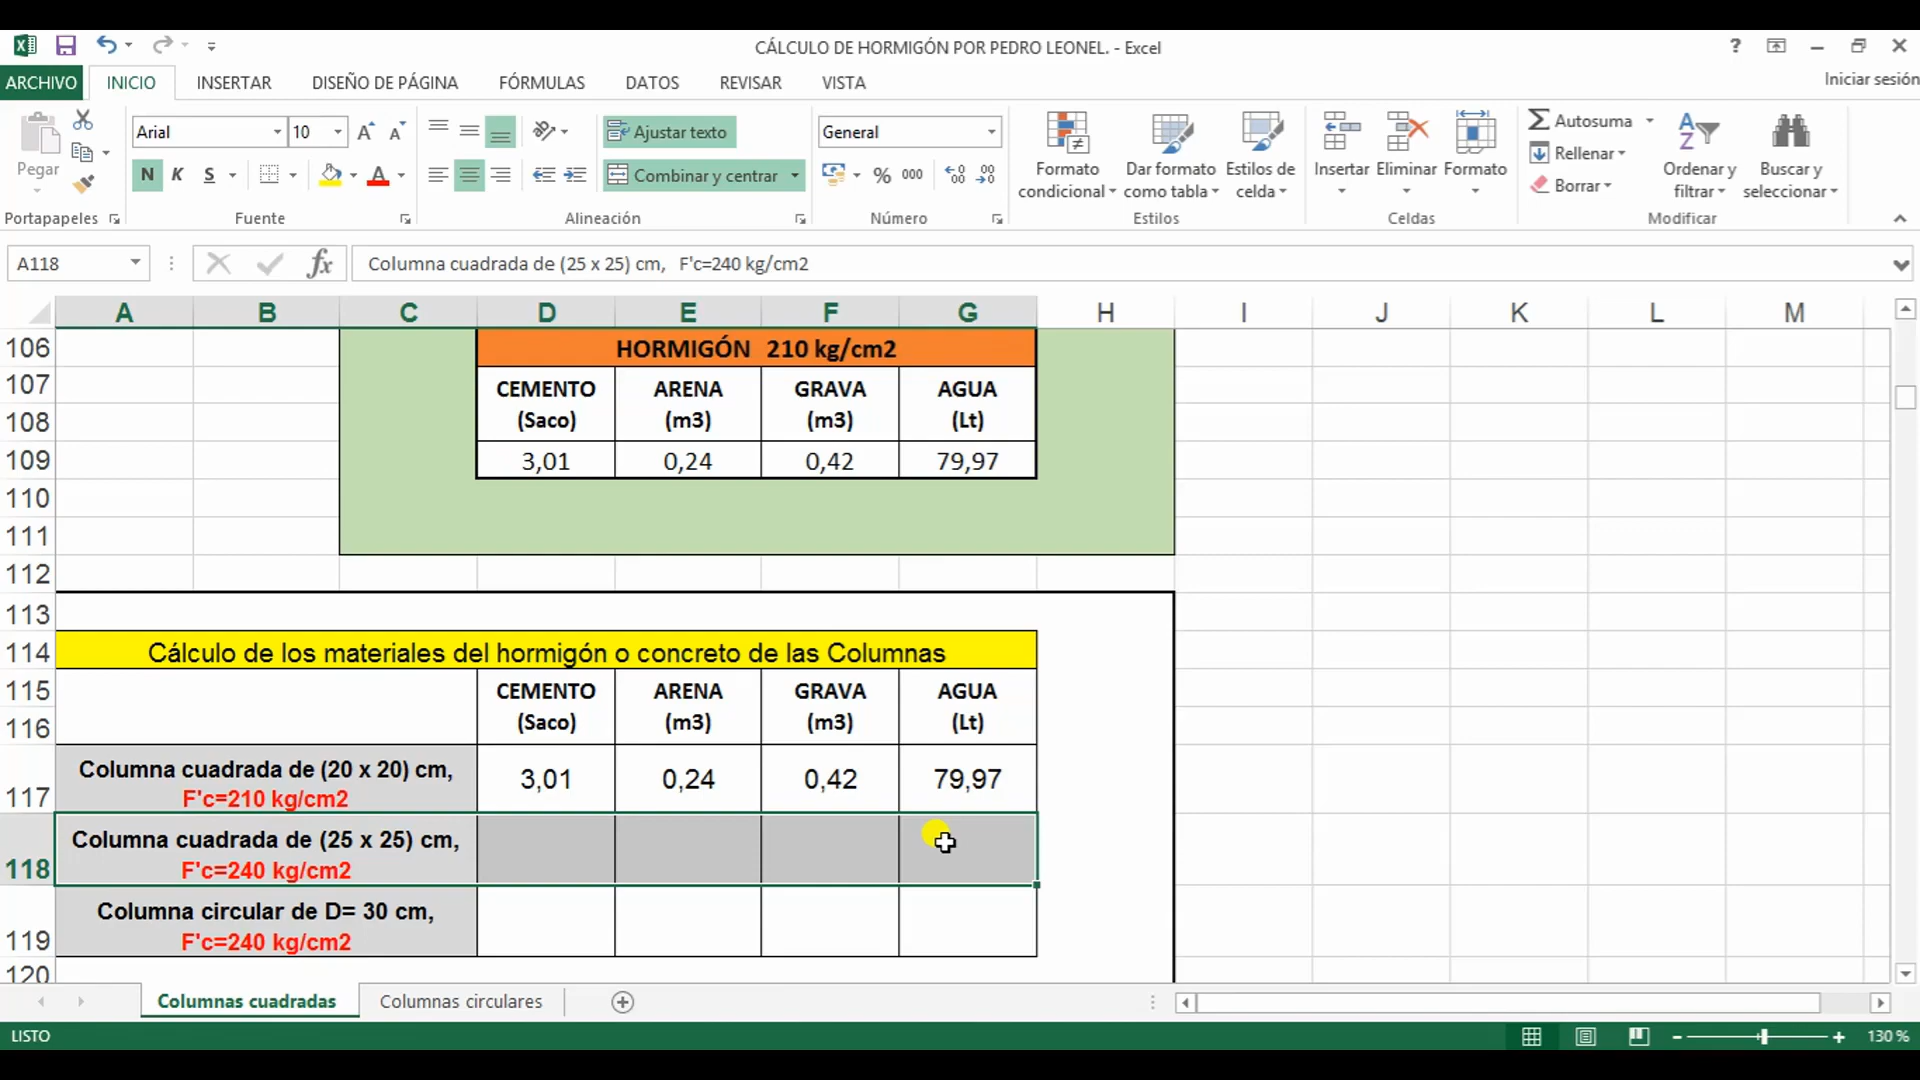 CÁLCULO DE HORMIGÓN POR PEDRO LEONEL. - Excel
?
Iniciar sesión
ARCHIVO INICIO INSERTAR DISEÑO DE PÁGINA FÓRMULAS DATOS REVISAR VISTA
Pegar
Portapapeles
Arial 10
N K S
Fuente
Ajustar texto
Combinar y centrar
Alineación
General
% 000
Número
Formato condicional
Dar formato como tabla
Estilos de celda
Estilos
Insertar Eliminar Formato
Celdas
Autosuma
Rellenar
Borrar
Ordenar y filtrar
Buscar y seleccionar
Modificar
A118 fx Columna cuadrada de (25 x 25) cm, F'c=240 kg/cm2
A B C D E F G H I J K L M
106 HORMIGÓN 210 kg/cm2
107 CEMENTO ARENA GRAVA AGUA
108 (Saco) (m3) (m3) (Lt)
109 3,01 0,24 0,42 79,97
110
111
112
113
114 Cálculo de los materiales del hormigón o concreto de las Columnas
115 CEMENTO ARENA GRAVA AGUA
116 (Saco) (m3) (m3) (Lt)
Columna cuadrada de (20 x 20) cm, 3,01 0,24 0,42 79,97
117 F'c=210 kg/cm2
Columna cuadrada de (25 x 25) cm,
118 F'c=240 kg/cm2
Columna circular de D= 30 cm,
119 F'c=240 kg/cm2
120
Columnas cuadradas Columnas circulares
LISTO
130 %